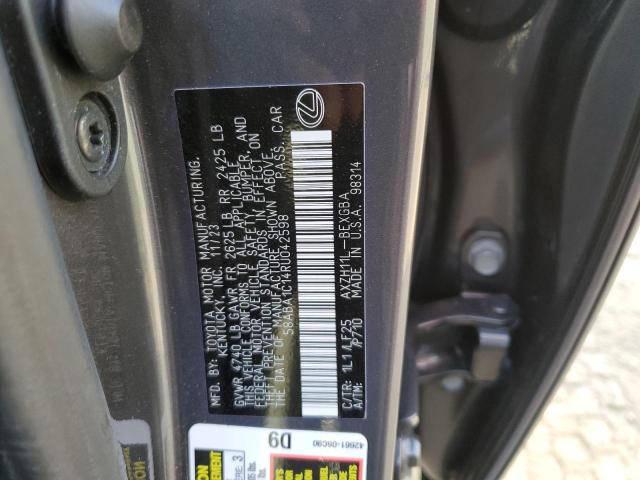 MFD. BY: TOYOTA MOTOR MANUFACTURING,
KENTUCKY, INC. 11/23
GVWR 4740 LB GAWR FR 2625 LB RR 2425 LB
THIS VEHICLE CONFORMS TO ALL APPLICABLE
FEDERAL MOTOR VEHICLE SAFETY, BUMPER, AND
THEFT PREVENTION STANDARDS IN EFFECT ON
THE DATE OF MANUFACTURE SHOWN ABOVE.
58ABA1C14RU042598 PASS. CAR
C/TR: 1L1/LF25 AXZH11L-BEXGBA
A/TM: /P710 MADE IN U.S.A. 98314
D9 42661-06C90
3